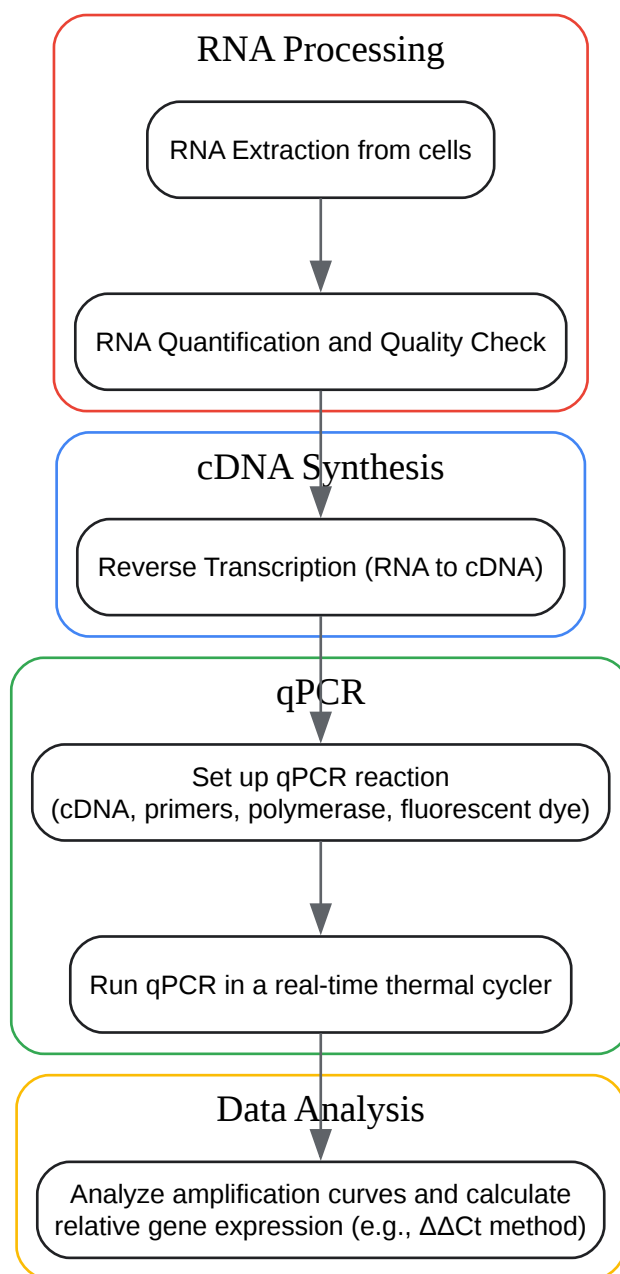 RNA Processing
RNA Extraction from cells
RNA Quantification and Quality Check
cDNA Synthesis
Reverse Transcription (RNA to cDNA)
qPCR
Set up qPCR reaction
(cDNA, primers, polymerase, fluorescent dye)
Run qPCR in a real-time thermal cycler
Data Analysis
Analyze amplification curves and calculate
relative gene expression (e.g., ΔΔCt method)